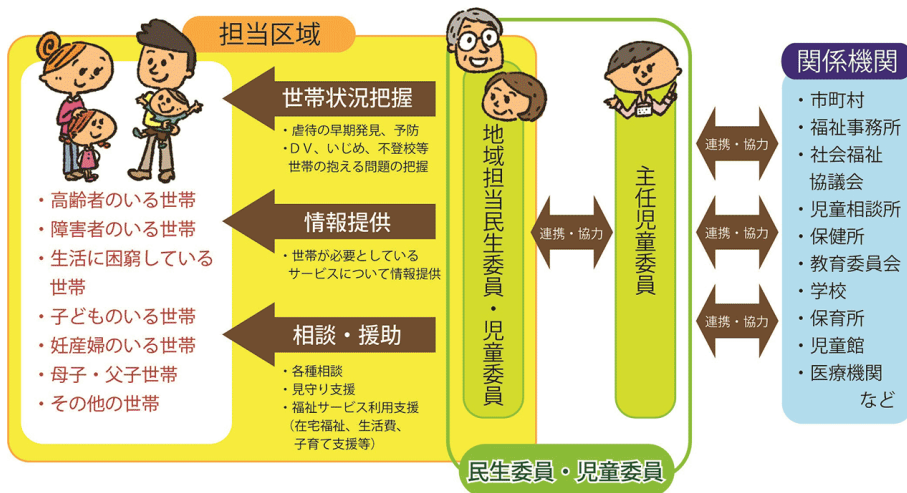 担当区域
世帯状況把握
・虐待の早期発見、予防
・DV、いじめ、不登校等
世帯の抱える問題の把握
情報提供
・世帯が必要としている
サービスについて情報提供
相談・援助
・各種相談
・見守り支援
・福祉サービス利用支援
（在宅福祉、生活費、
子育て支援等）
・高齢者のいる世帯
・障害者のいる世帯
・生活に困窮している
世帯
・子どものいる世帯
・妊産婦のいる世帯
・母子・父子世帯
・その他の世帯
地域担当民生委員・児童委員
連携・協力
主任児童委員
民生委員・児童委員
連携・協力
連携・協力
連携・協力
関係機関
・市町村
・福祉事務所
・社会福祉
協議会
・児童相談所
・保健所
・教育委員会
・学校
・保育所
・児童館
・医療機関
など